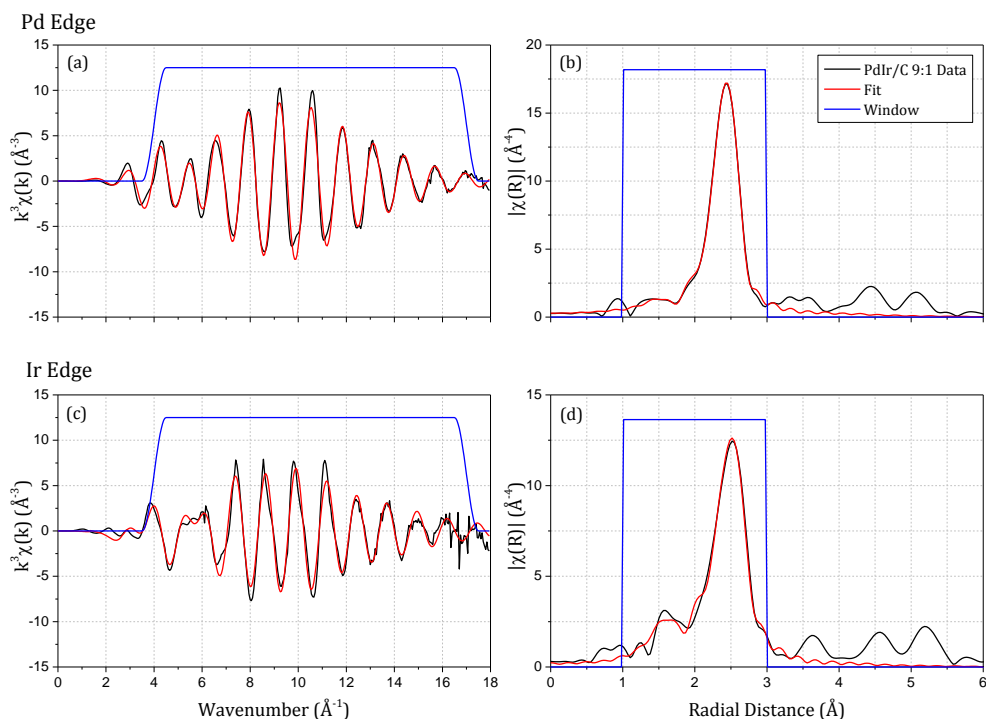 Pd Edge
(a)
k³χ(k) (Å⁻³)
15
10
5
0
-5
-10
-15
(b)
|χ(R)| (Å⁻⁴)
20
15
10
5
0
PdIr/C 9:1 Data
Fit
Window
Ir Edge
(c)
k³χ(k) (Å⁻³)
15
10
5
0
-5
-10
-15
0 2 4 6 8 10 12 14 16 18
Wavenumber (Å⁻¹)
(d)
|χ(R)| (Å⁻⁴)
15
10
5
0
0 1 2 3 4 5 6
Radial Distance (Å)